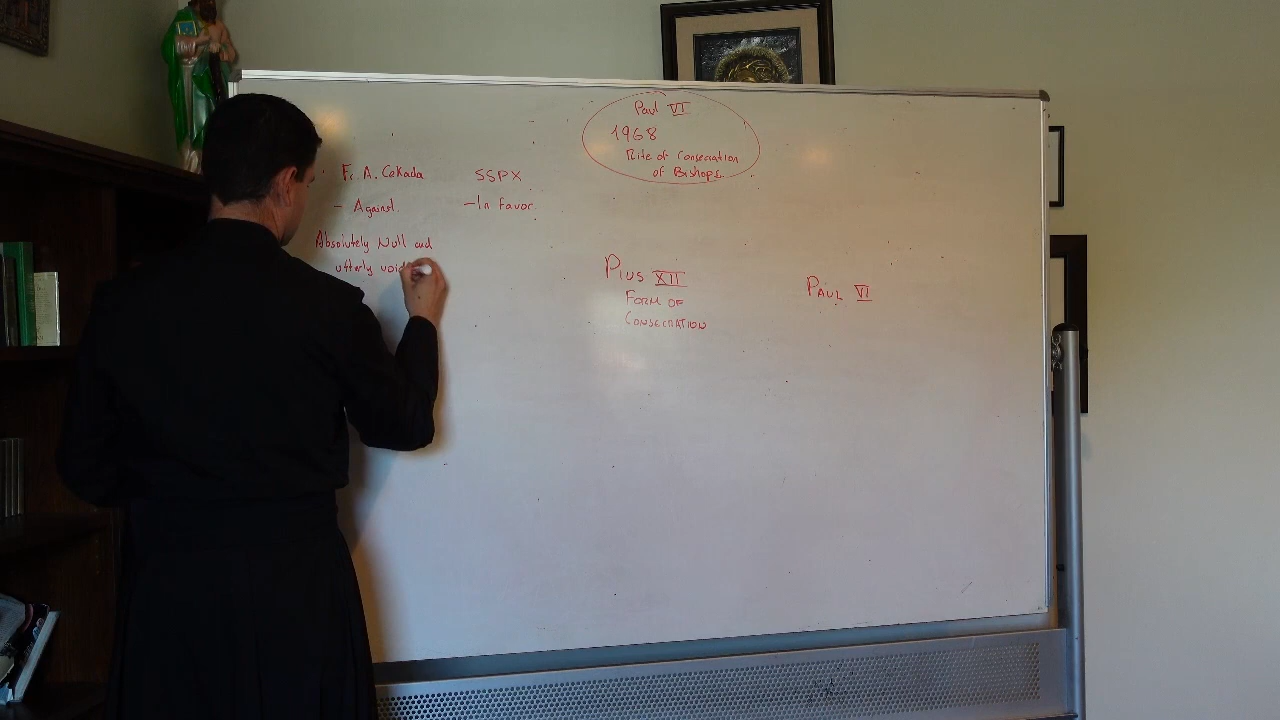 Paul VI
1968
Rite of Consecration
of Bishops
Fr. A. Cekada
- Against
Absolutely Null and
utterly void
SSPX
- In Favor
PIUS XII
FORM OF
CONSECRATION
PAUL VI